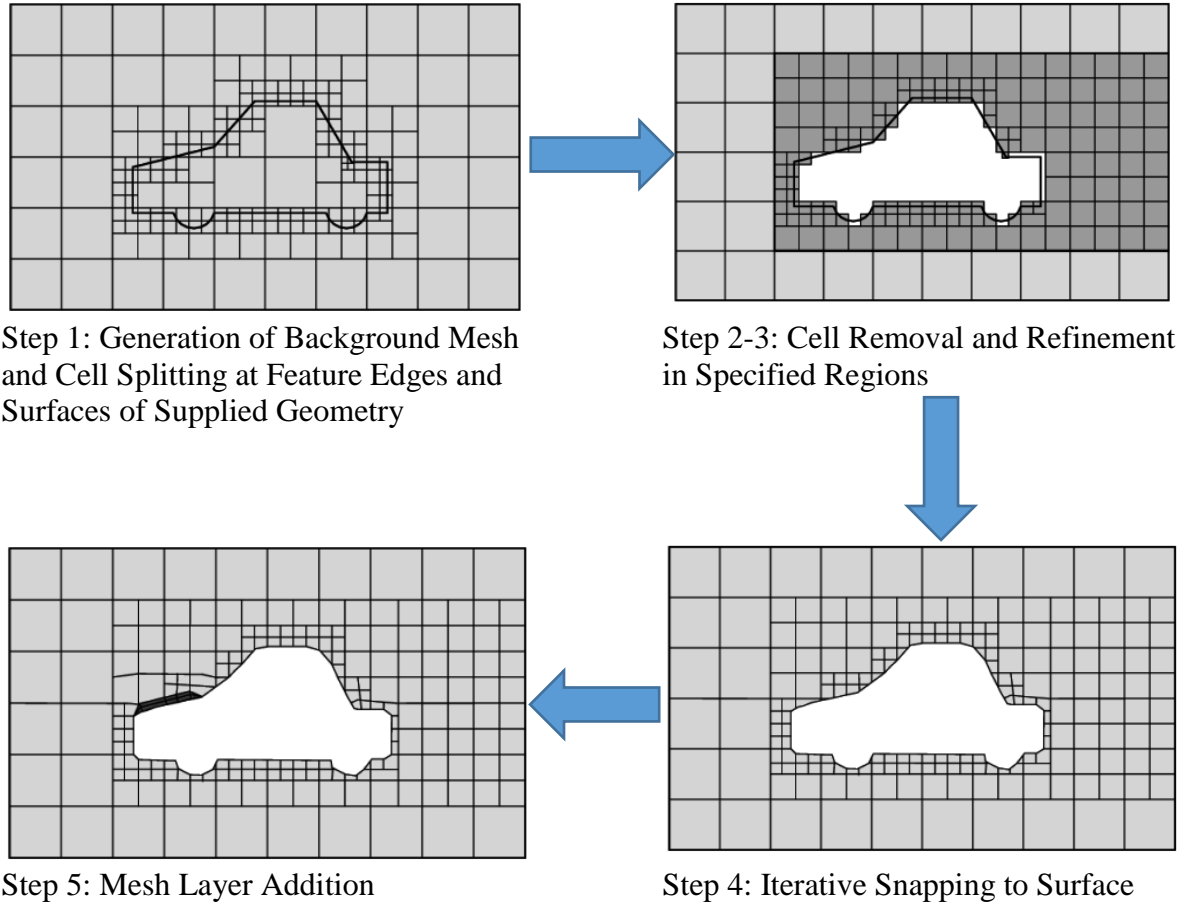 Step 1: Generation of Background Mesh
and Cell Splitting at Feature Edges and
Surfaces of Supplied Geometry
Step 2-3: Cell Removal and Refinement
in Specified Regions
Step 5: Mesh Layer Addition
Step 4: Iterative Snapping to Surface